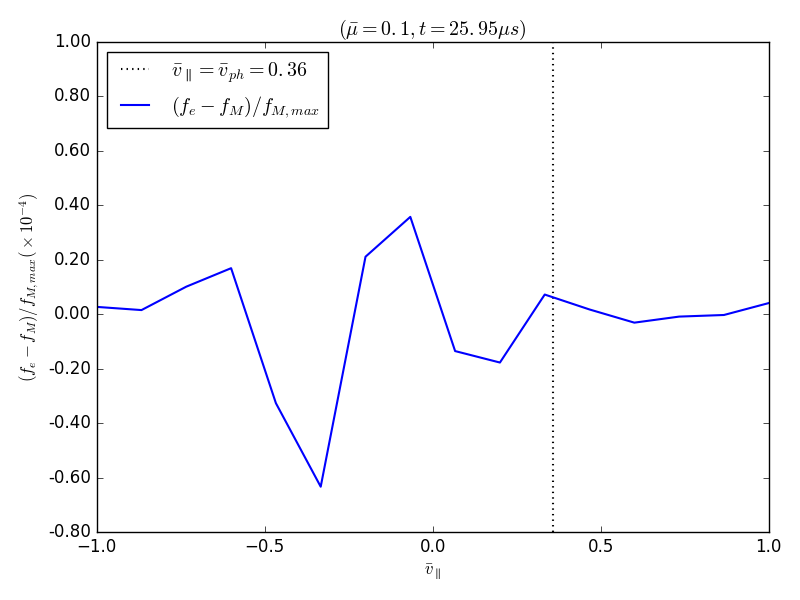 (μ̄ = 0.1, t = 25.95μs)
v̄∥ = v̄ph = 0.36
(fe − fM)/fM,max
1.00
0.80
0.60
0.40
0.20
0.00
-0.20
-0.40
-0.60
-0.80
(fe − fM)/fM,max(×10⁻⁴)
−1.0 −0.5 0.0 0.5 1.0
v̄∥